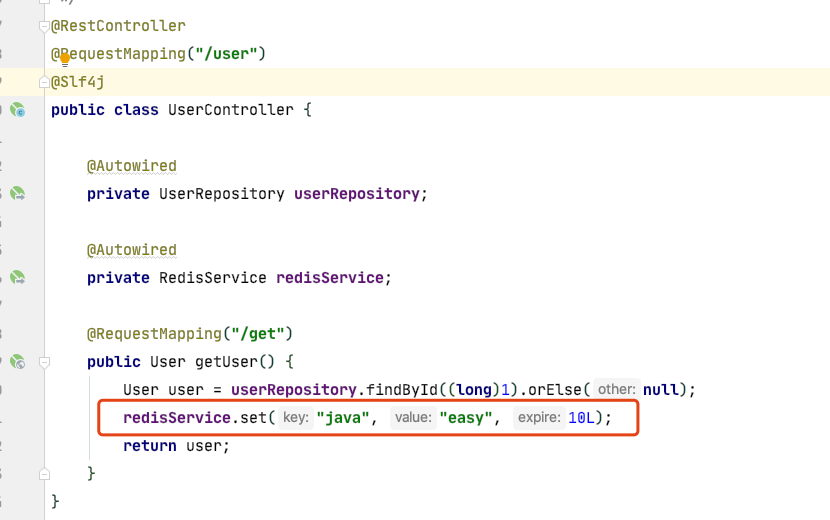 */
@RestController
@RequestMapping("/user")
@Slf4j
public class UserController {
@Autowired
private UserRepository userRepository;
@Autowired
private RedisService redisService;
@RequestMapping("/get")
public User getUser() {
User user = userRepository.findById((long)1).orElse( other: null);
redisService.set( key: "java", value: "easy", expire: 10L);
return user;
}
}